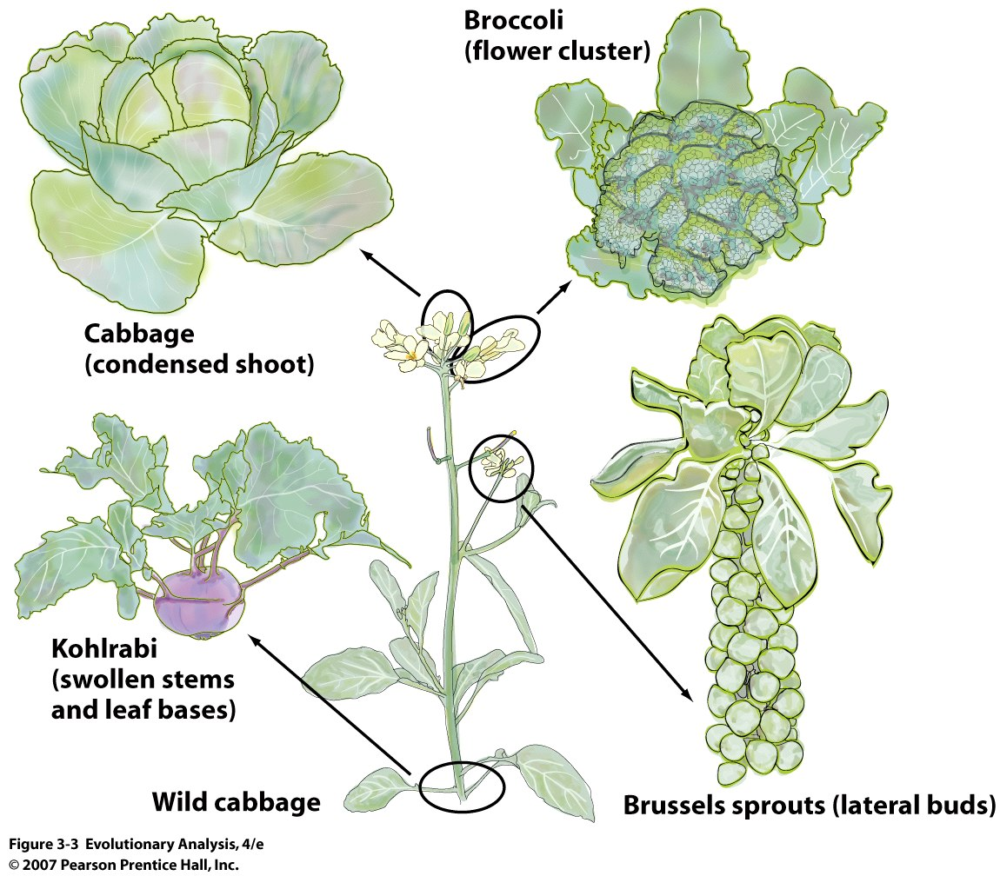 Broccoli
(flower cluster)
Cabbage
(condensed shoot)
Kohlrabi
(swollen stems
and leaf bases)
Wild cabbage
Brussels sprouts (lateral buds)
Figure 3-3 Evolutionary Analysis, 4/e
© 2007 Pearson Prentice Hall, Inc.